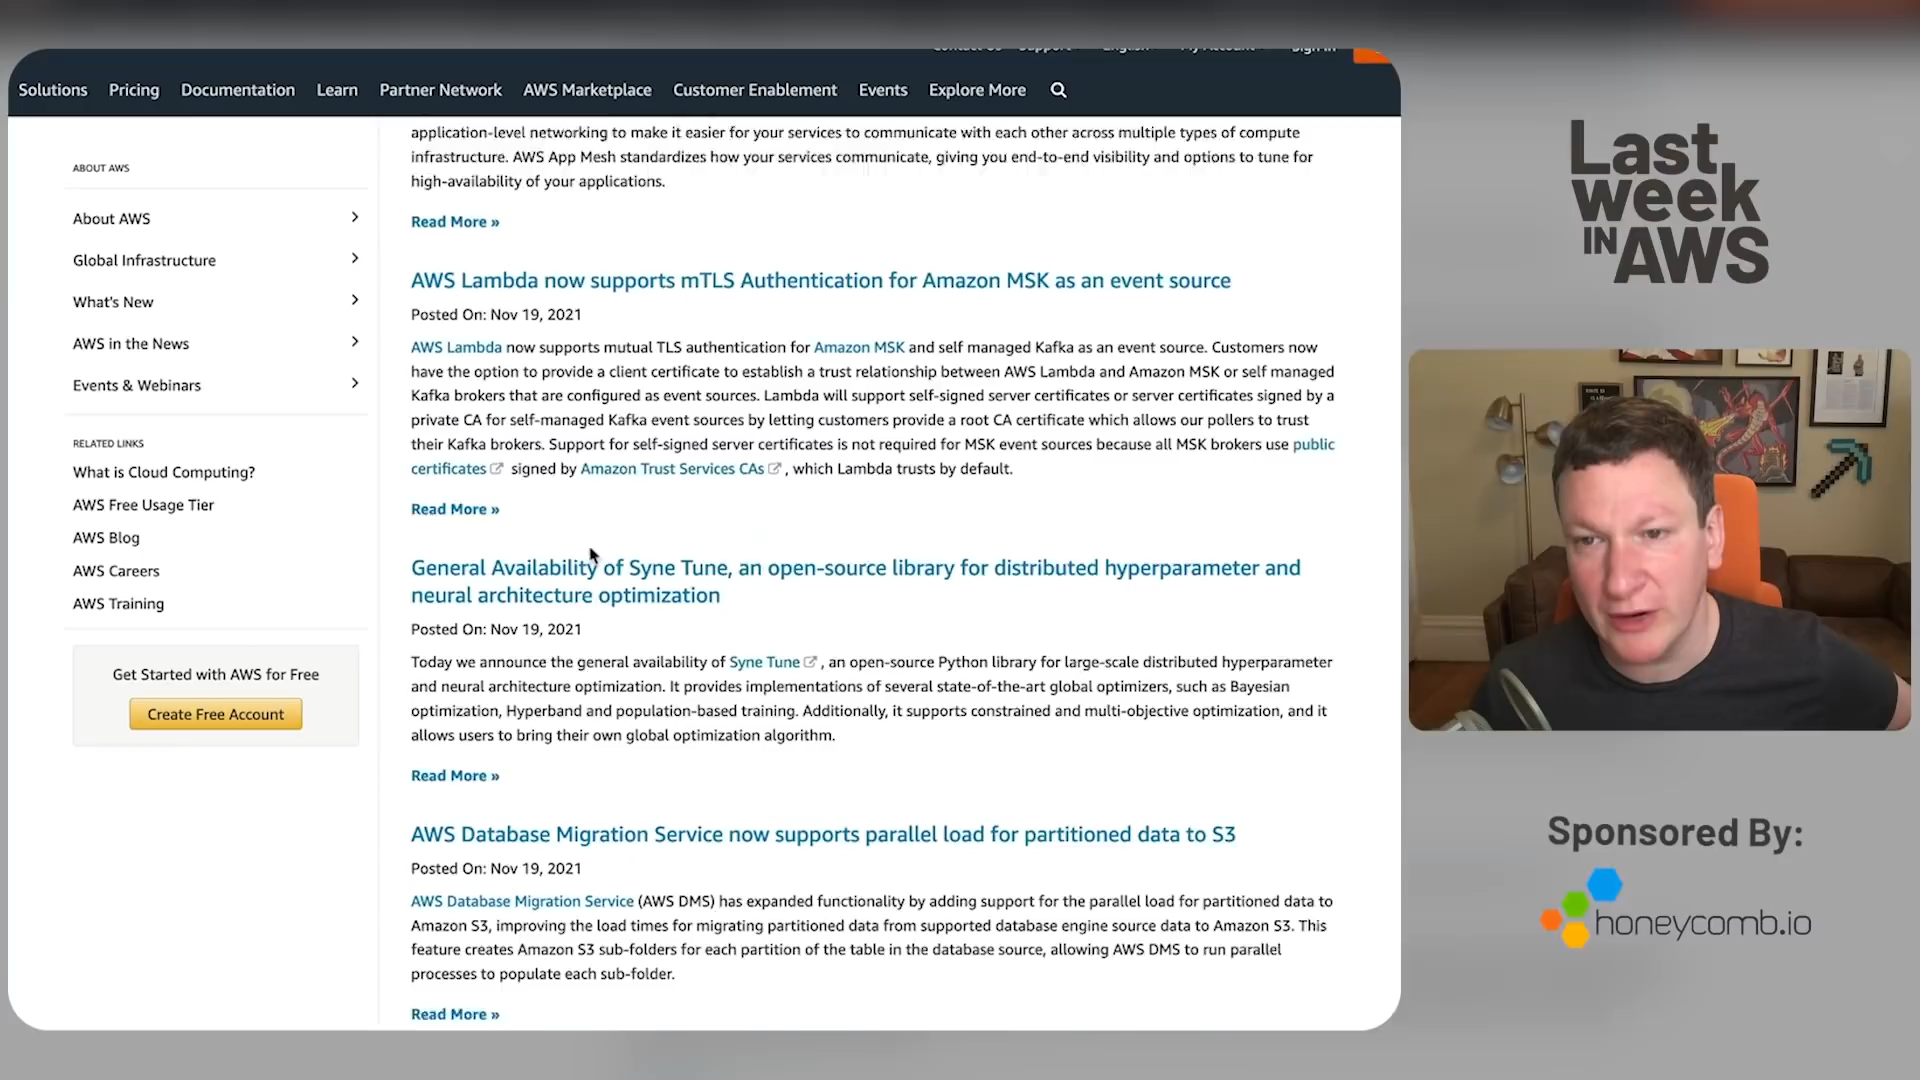 Contact Us Support English My Account Sign In
Solutions Pricing Documentation Learn Partner Network AWS Marketplace Customer Enablement Events Explore More
ABOUT AWS
About AWS
Global Infrastructure
What's New
AWS in the News
Events & Webinars
RELATED LINKS
What is Cloud Computing?
AWS Free Usage Tier
AWS Blog
AWS Careers
AWS Training
Get Started with AWS for Free
Create Free Account
application-level networking to make it easier for your services to communicate with each other across multiple types of compute
infrastructure. AWS App Mesh standardizes how your services communicate, giving you end-to-end visibility and options to tune for
high-availability of your applications.
Read More »
AWS Lambda now supports mTLS Authentication for Amazon MSK as an event source
Posted On: Nov 19, 2021
AWS Lambda now supports mutual TLS authentication for Amazon MSK and self managed Kafka as an event source. Customers now
have the option to provide a client certificate to establish a trust relationship between AWS Lambda and Amazon MSK or self managed
Kafka brokers that are configured as event sources. Lambda will support self-signed server certificates or server certificates signed by a
private CA for self-managed Kafka event sources by letting customers provide a root CA certificate which allows our pollers to trust
their Kafka brokers. Support for self-signed server certificates is not required for MSK event sources because all MSK brokers use public
certificates signed by Amazon Trust Services CAs , which Lambda trusts by default.
Read More »
General Availability of Syne Tune, an open-source library for distributed hyperparameter and
neural architecture optimization
Posted On: Nov 19, 2021
Today we announce the general availability of Syne Tune , an open-source Python library for large-scale distributed hyperparameter
and neural architecture optimization. It provides implementations of several state-of-the-art global optimizers, such as Bayesian
optimization, Hyperband and population-based training. Additionally, it supports constrained and multi-objective optimization, and it
allows users to bring their own global optimization algorithm.
Read More »
AWS Database Migration Service now supports parallel load for partitioned data to S3
Posted On: Nov 19, 2021
AWS Database Migration Service (AWS DMS) has expanded functionality by adding support for the parallel load for partitioned data to
Amazon S3, improving the load times for migrating partitioned data from supported database engine source data to Amazon S3. This
feature creates Amazon S3 sub-folders for each partition of the table in the database source, allowing AWS DMS to run parallel
processes to populate each sub-folder.
Read More »
Last
week
IN AWS
Sponsored By:
honeycomb.io